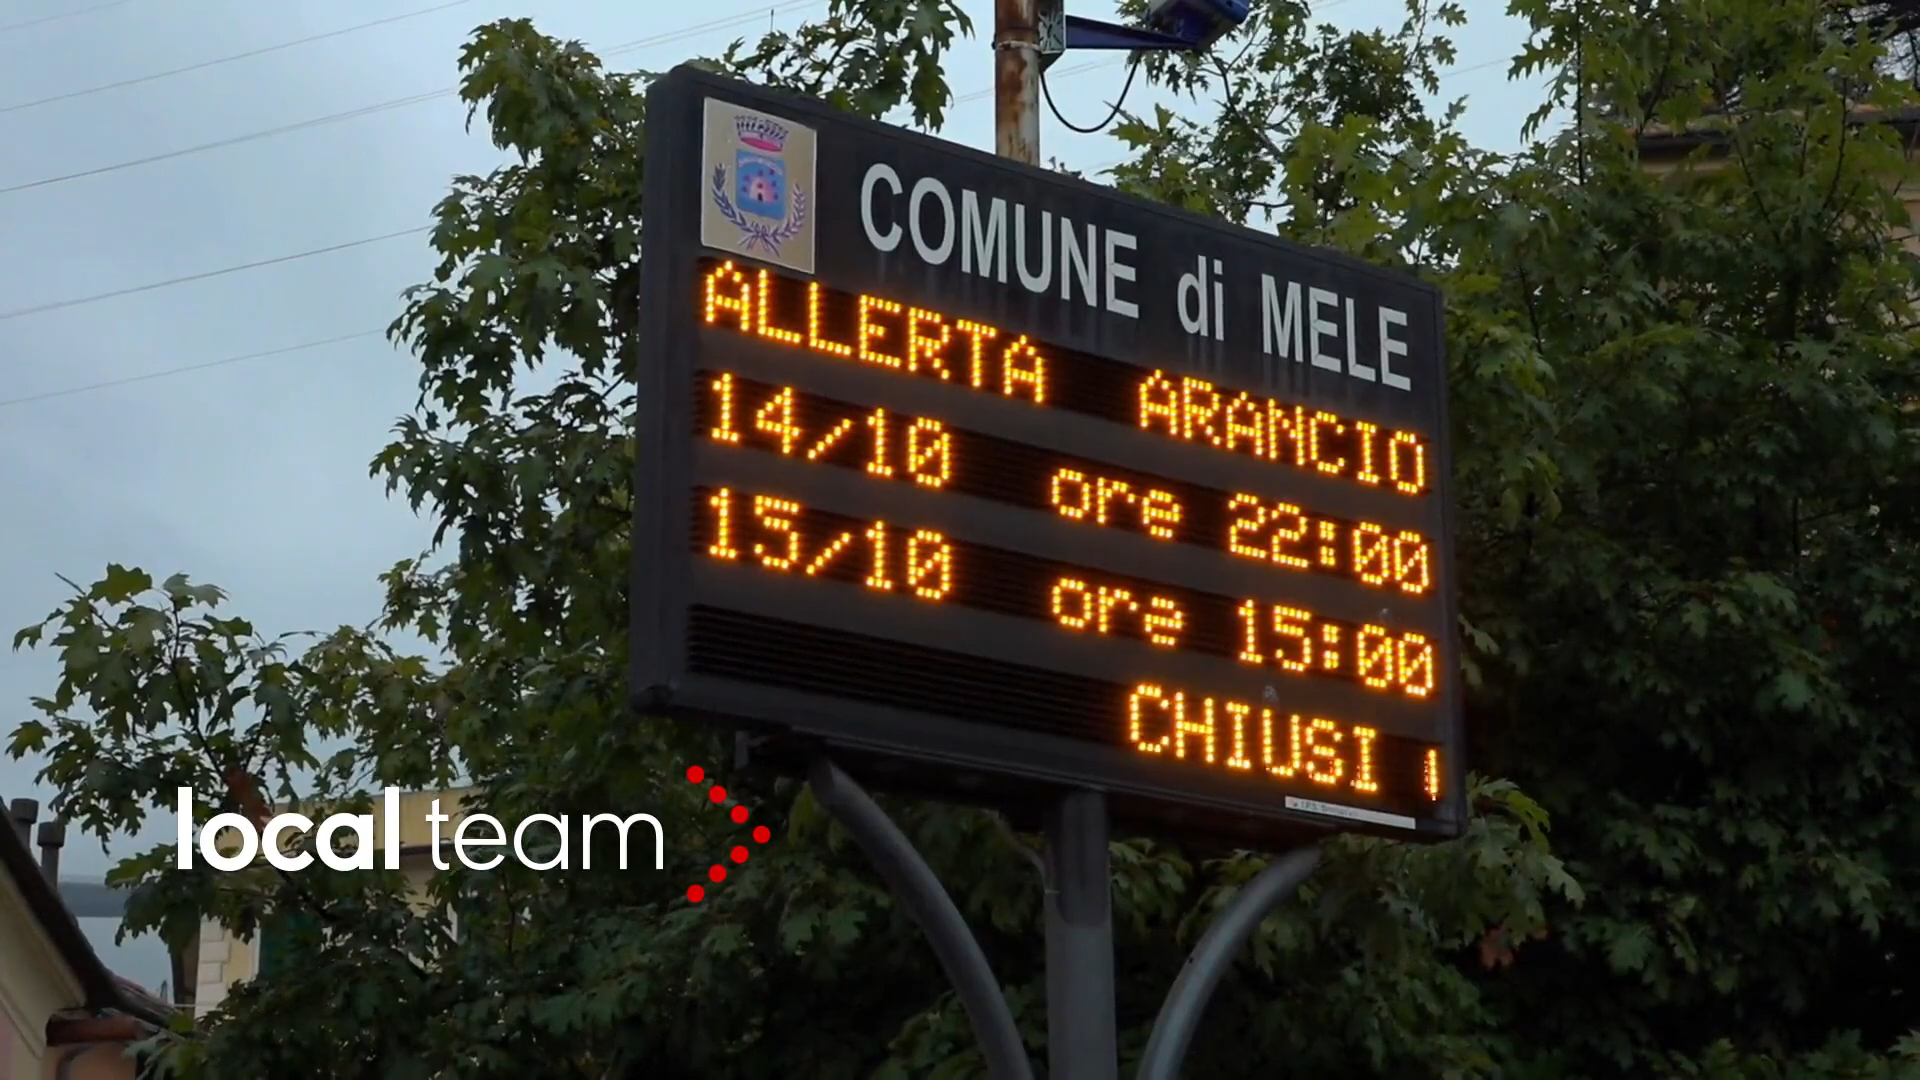 COMUNE di MELE
ALLERTA ARANCIO
14/10 ore 22:00
15/10 ore 15:00
CHIUSI
local team